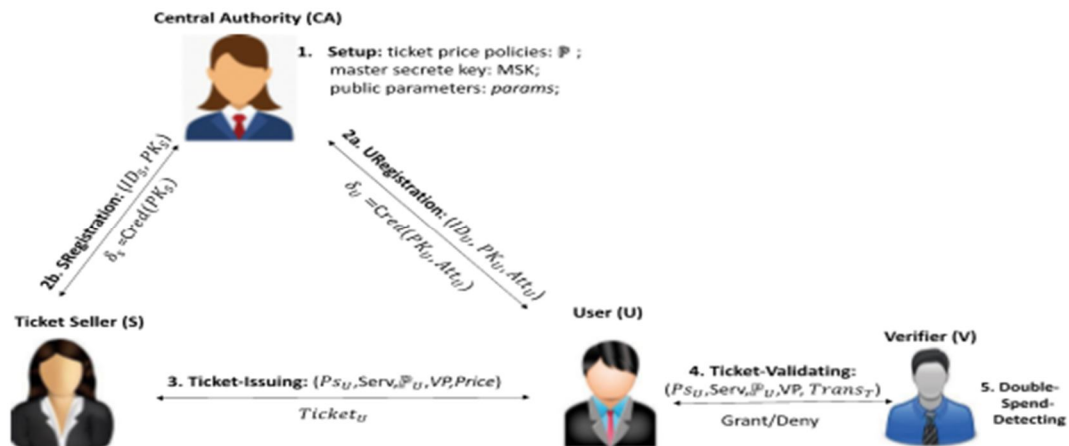 Central Authority (CA)
1. Setup: ticket price policies: ℙ ;
master secrete key: MSK;
public parameters: params;
2b. SRegistration: (ID_S, PK_S)
δ_s =Cred(PK_S)
2a. URegistration: (ID_U, PK_U, Att_U)
δ_U =Cred(PK_U, Att_U)
Ticket Seller (S)
User (U)
Verifier (V)
3. Ticket-Issuing: (Ps_U,Serv,ℙ_U,VP,Price)
Ticket_U
4. Ticket-Validating:
(Ps_U,Serv,ℙ_U,VP, Trans_T)
Grant/Deny
5. Double-
Spend-
Detecting